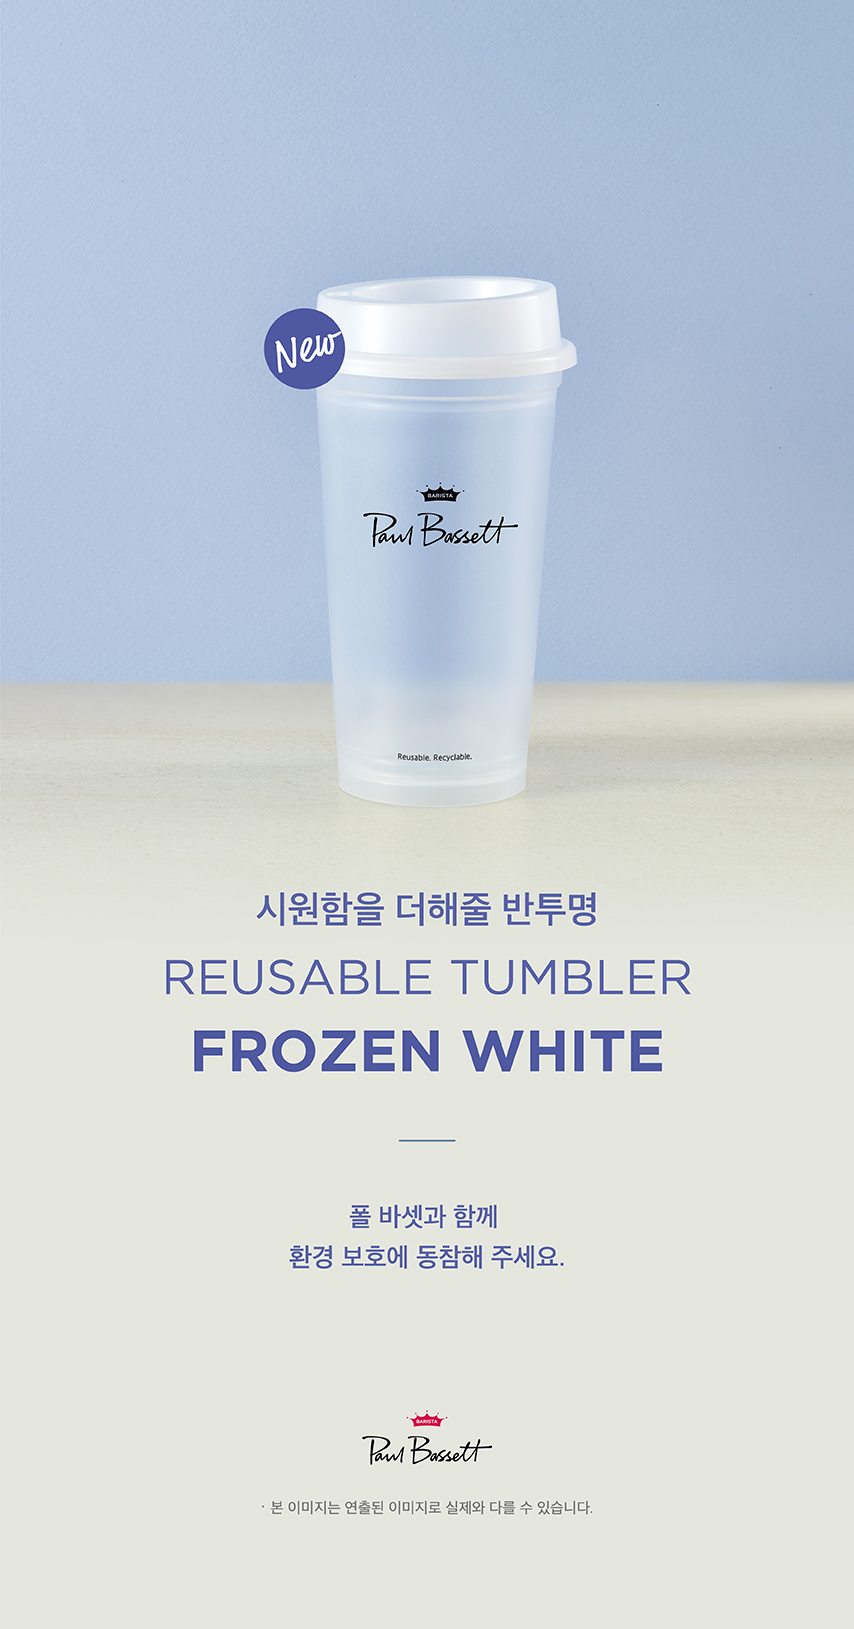 New
BARISTA
Paul Bassett
Reusable. Recyclable.
시원함을 더해줄 반투명
REUSABLE TUMBLER
FROZEN WHITE
폴 바셋과 함께
환경 보호에 동참해 주세요.
BARISTA
Paul Bassett
· 본 이미지는 연출된 이미지로 실제와 다를 수 있습니다.